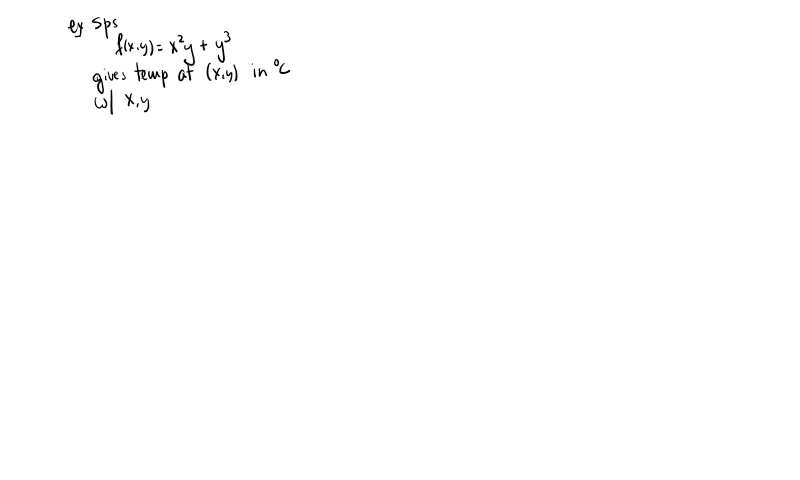 ex Sps
f(x,y) = x²y + y³
gives temp at (x,y) in °C
w/ x,y